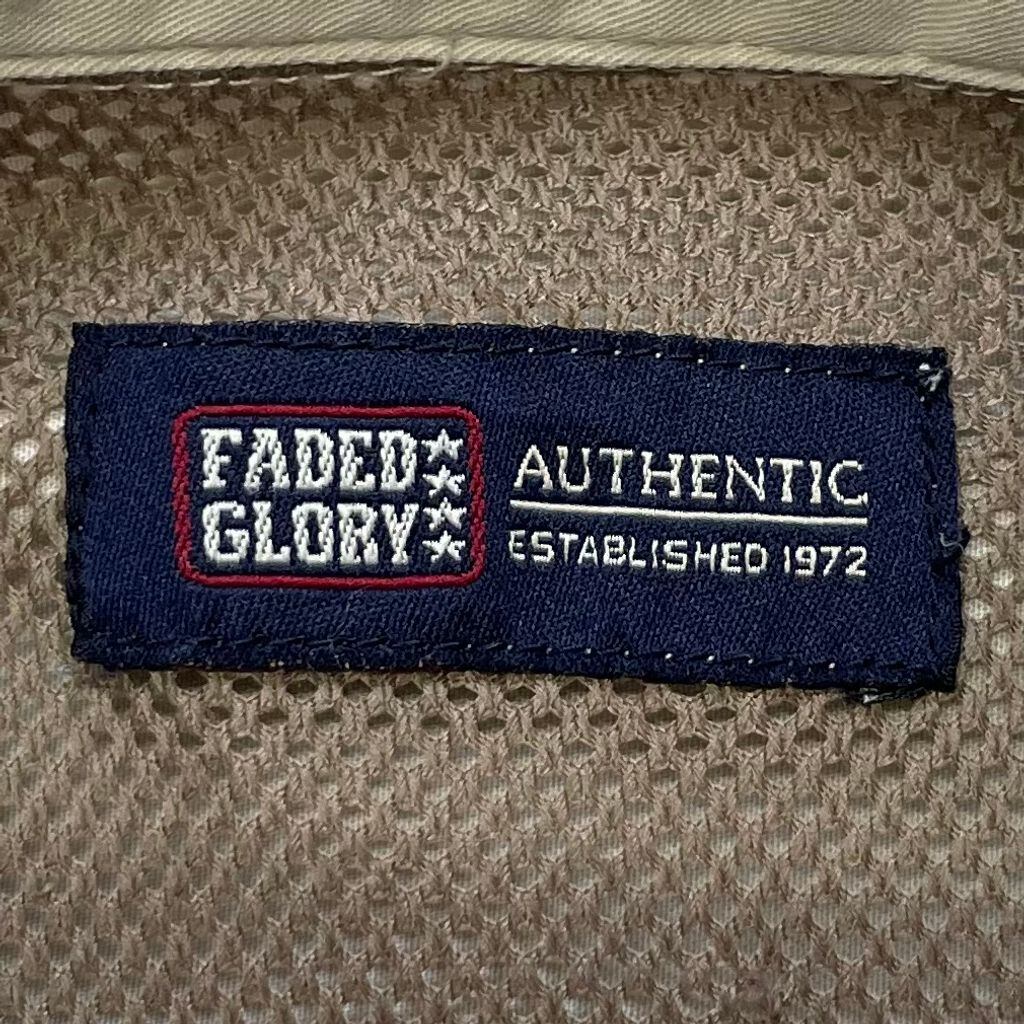 FADED
GLORY
AUTHENTIC
ESTABLISHED 1972